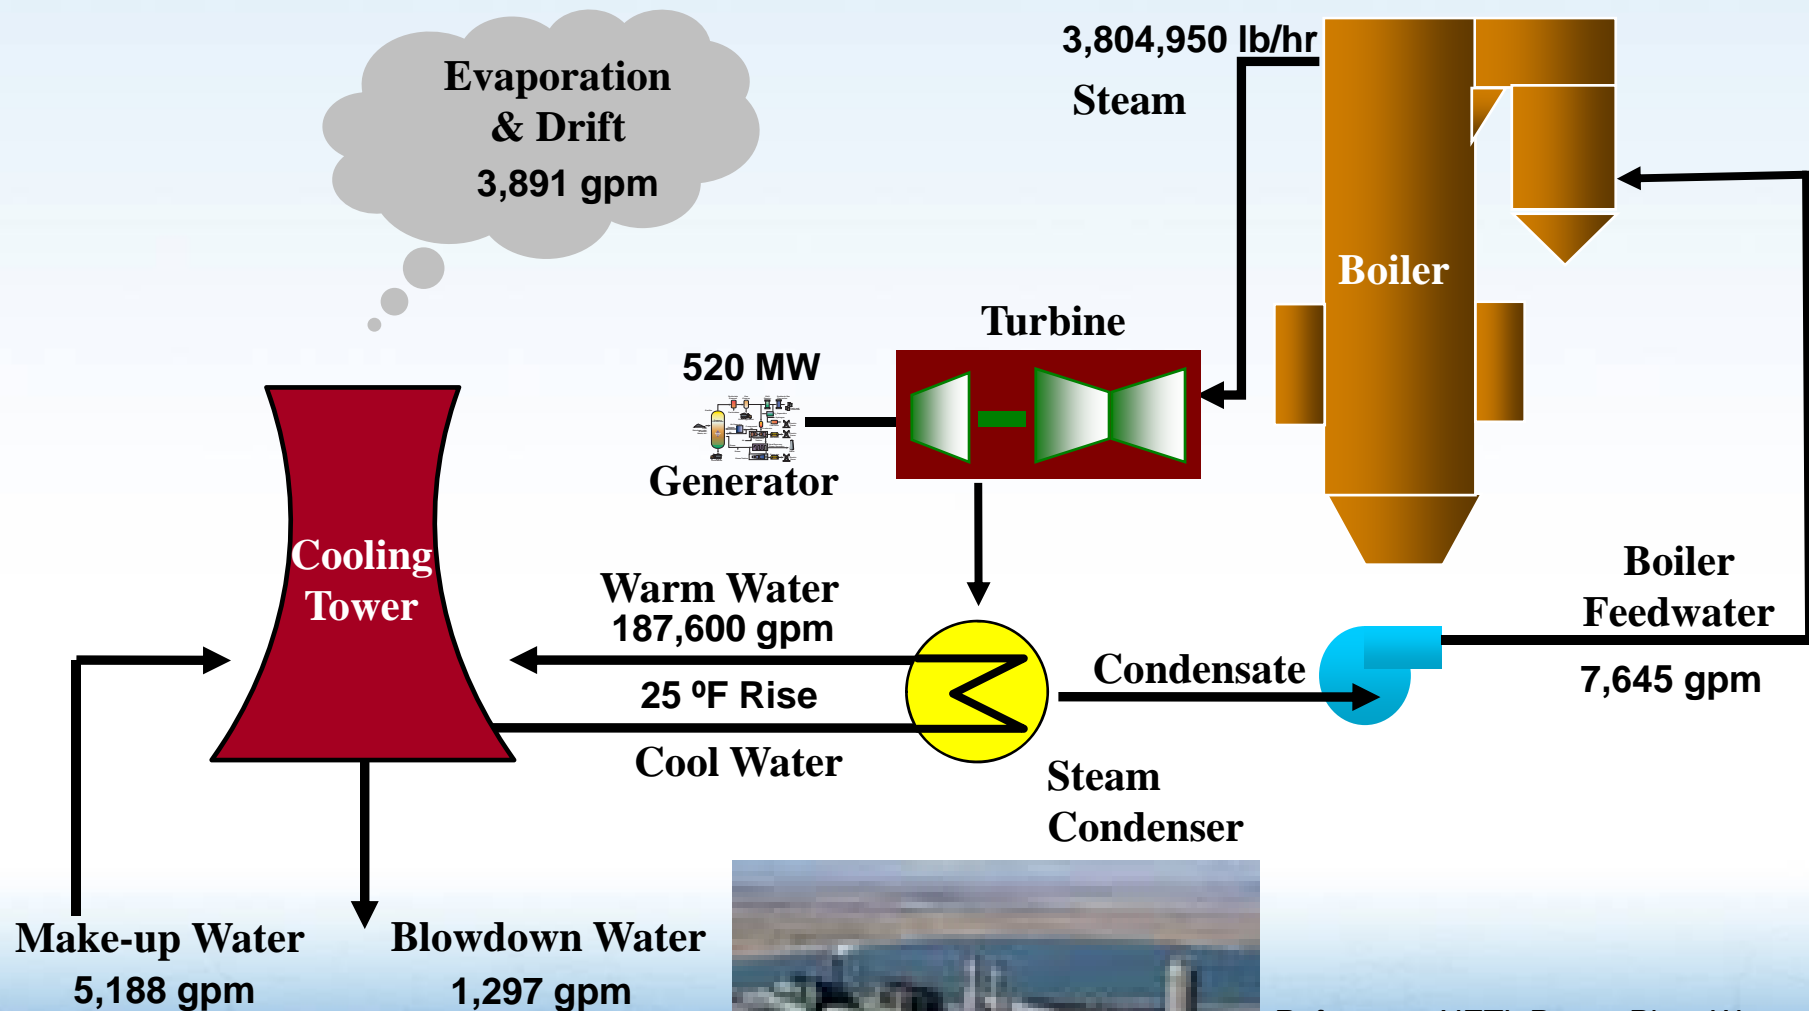 Evaporation
& Drift
3,891 gpm
3,804,950 lb/hr
Steam
Boiler
Turbine
520 MW
Generator
Cooling
Tower
Warm Water
187,600 gpm
25 ºF Rise
Cool Water
Condensate
Boiler
Feedwater
7,645 gpm
Steam
Condenser
Make-up Water
5,188 gpm
Blowdown Water
1,297 gpm